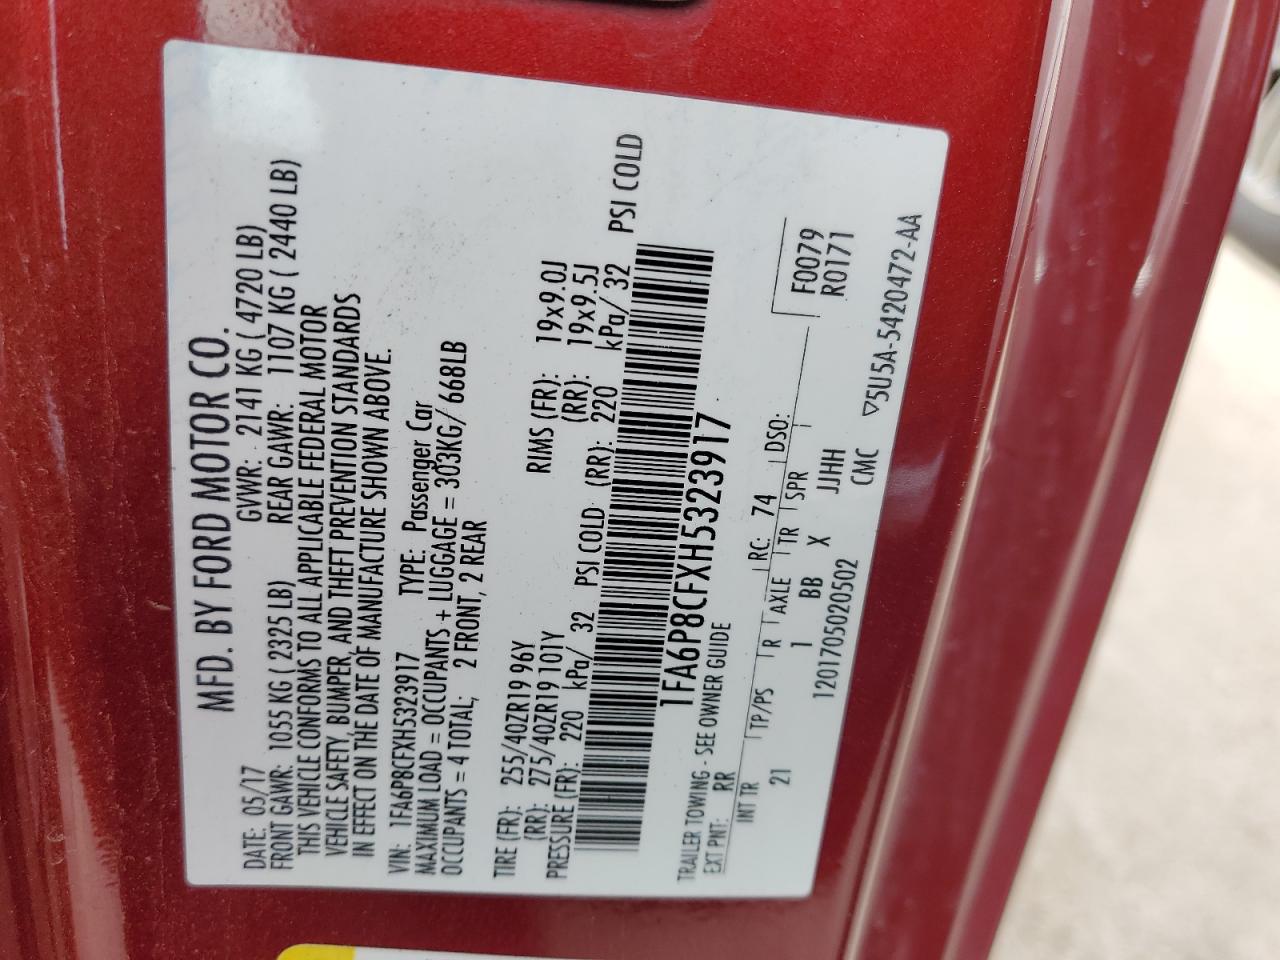 MFD. BY FORD MOTOR CO.
DATE: 05/17 GVWR: 2141 KG ( 4720 LB)
FRONT GAWR: 1055 KG ( 2325 LB) REAR GAWR: 1107 KG ( 2440 LB)
THIS VEHICLE CONFORMS TO ALL APPLICABLE FEDERAL MOTOR
VEHICLE SAFETY, BUMPER, AND THEFT PREVENTION STANDARDS
IN EFFECT ON THE DATE OF MANUFACTURE SHOWN ABOVE.
VIN: 1FA6P8CFXH5323917 TYPE: Passenger Car
MAXIMUM LOAD = OCCUPANTS + LUGGAGE = 303KG/ 668LB
OCCUPANTS = 4 TOTAL; 2 FRONT, 2 REAR
TIRE (FR): 255/40ZR19 96Y RIMS (FR): 19x9.0J
(RR): 275/40ZR19 101Y (RR): 19x9.5J
PRESSURE (FR): 220 kPa/ 32 PSI COLD (RR): 220 kPa/ 32 PSI COLD
1FA6P8CFXH5323917
TRAILER TOWING - SEE OWNER GUIDE
EXT PNT: RR RC: 74 DSO: F0079
R0171
INT TR TP/PS R AXLE TR SPR
21 1 BB X JJHH
1201705020502 CMC ▽5U5A-5420472-AA